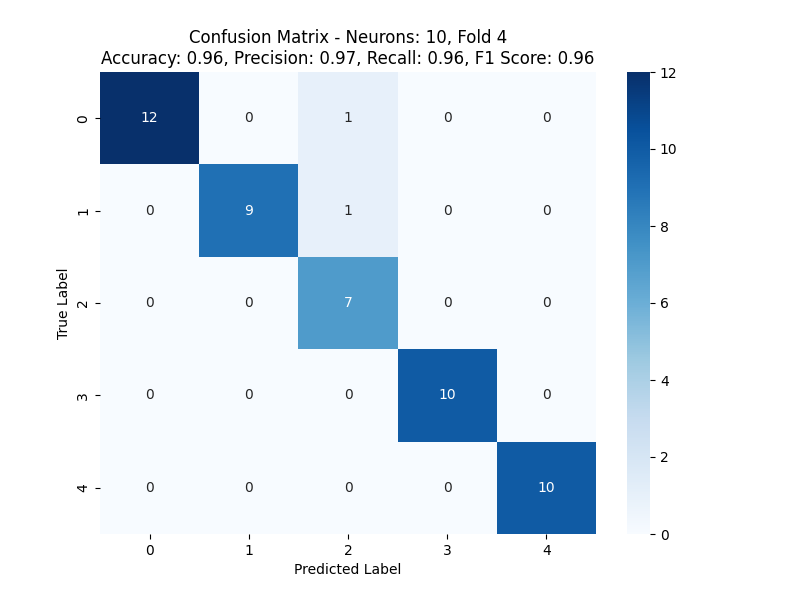 Confusion Matrix - Neurons: 10, Fold 4
Accuracy: 0.96, Precision: 0.97, Recall: 0.96, F1 Score: 0.96
0 12 0 1 0 0
1 0 9 1 0 0
2 0 0 7 0 0
3 0 0 0 10 0
4 0 0 0 0 10
0 1 2 3 4
Predicted Label
True Label
12
10
8
6
4
2
0